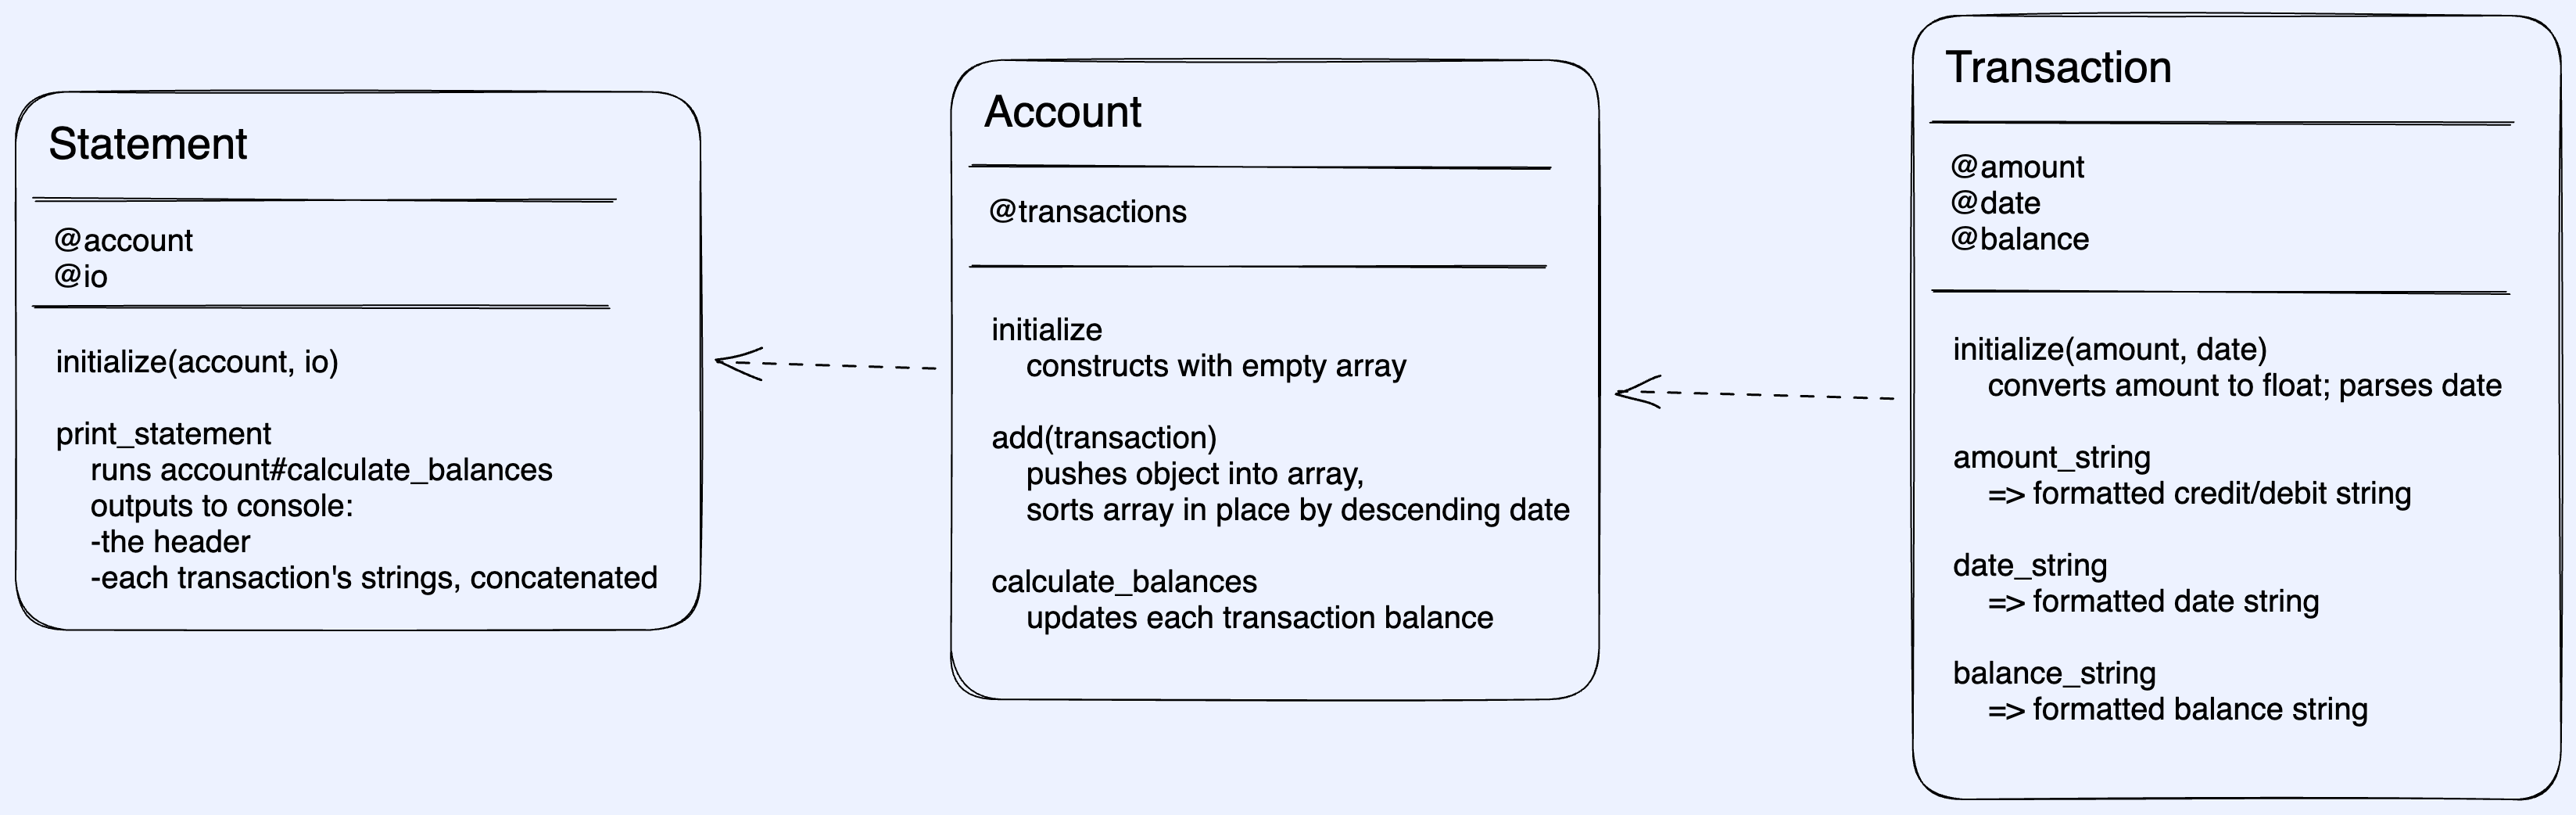 Statement
@account
@io
initialize(account, io)
print_statement
runs account#calculate_balances
outputs to console:
-the header
-each transaction's strings, concatenated
Account
@transactions
initialize
constructs with empty array
add(transaction)
pushes object into array,
sorts array in place by descending date
calculate_balances
updates each transaction balance
Transaction
@amount
@date
@balance
initialize(amount, date)
converts amount to float; parses date
amount_string
=> formatted credit/debit string
date_string
=> formatted date string
balance_string
=> formatted balance string